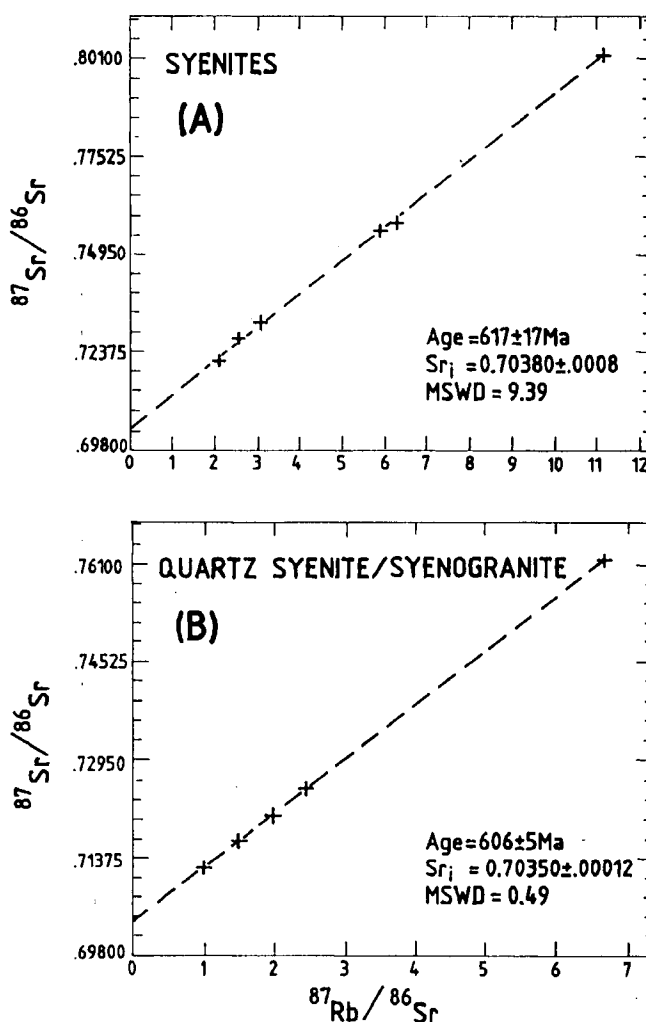 SYENITES
(A)
.80100
.77525
.74950
.72375
.69800
87Sr/86Sr
Age=617±17Ma
Sri = 0.70380±.0008
MSWD = 9.39
0 1 2 3 4 5 6 7 8 9 10 11 12
QUARTZ SYENITE/SYENOGRANITE
(B)
.76100
.74525
.72950
.71375
.69800
87Sr/86Sr
Age=606±5Ma
Sri = 0.70350±.00012
MSWD = 0.49
0 1 2 3 4 5 6 7
87Rb/86Sr